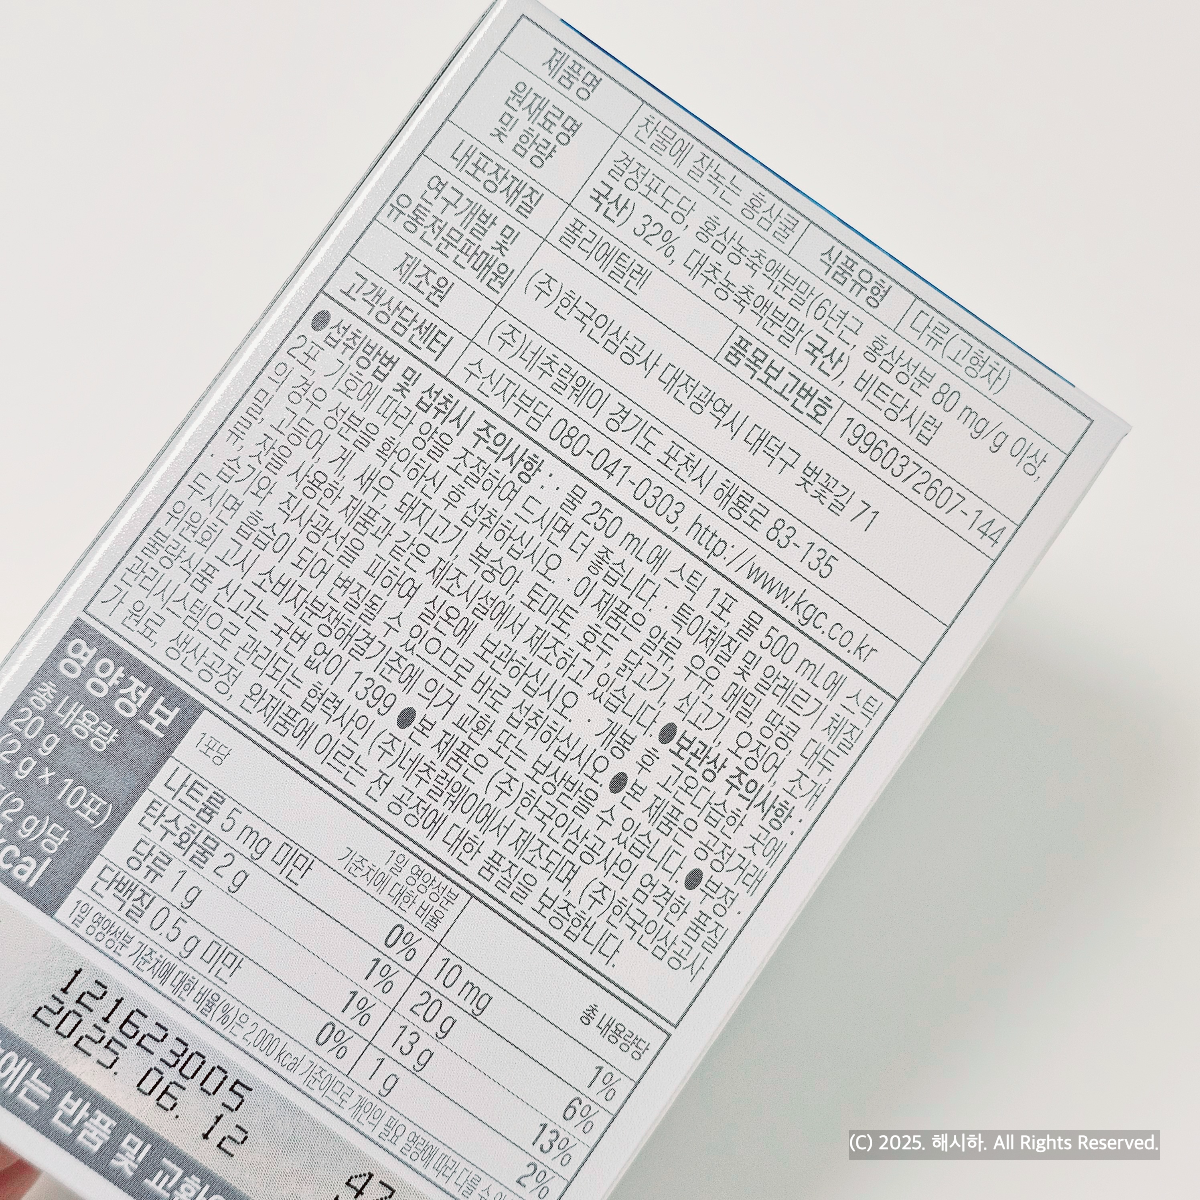 제품명 찬물에 잘녹는 홍삼쿨 식품유형 다류(고형차)
원재료명 및 함량 결정포도당, 홍삼농축액분말(6년근, 홍삼성분 80 mg/g 이상,
국산) 32%, 대추농축액분말(국산), 비트당시럽
내포장재질 폴리에틸렌 품목보고번호 19960372607-144
연구개발 및 유통전문판매원 (주)한국인삼공사 대전광역시 대덕구 벚꽃길 71
제조원 (주)네추럴웨이 경기도 포천시 해룡로 83-135
고객상담센터 수신자부담 080-041-0303, http://www.kgc.co.kr
●섭취방법 및 섭취시 주의사항 : · 물 250 mL에 스틱 1포, 물 500 mL에 스틱
2포 기호에 따라 양을 조절하여 드시면 더 좋습니다. · 특이체질 및 알레르기 체질
의 경우 성분을 확인하신 후 섭취하십시오. · 이 제품은 알류, 우유, 메밀, 땅콩, 대두,
밀, 고등어, 게, 새우, 돼지고기, 복숭아, 토마토, 호두, 닭고기, 쇠고기, 오징어, 조개
류, 잣을 사용한 제품과 같은 제조시설에서 제조하고 있습니다. ●보관상 주의사항 :
· 습기와 직사광선을 피하여 실온에 보관하십시오. · 개봉 후 고온다습한 곳에
두시면 흡습이 되어 변질될 수 있으므로 바로 섭취하십시오. ●본 제품은 공정거래
위원회 고시 소비자분쟁해결기준에 의거 교환 또는 보상받을 수 있습니다. ●부정·
불량식품 신고는 국번 없이 1399 ●본 제품은 (주)한국인삼공사의 엄격한 품질
관리시스템으로 관리되는 협력사인 (주)네추럴웨이에서 제조되며, (주)한국인삼공사
가 원료, 생산공정, 완제품에 이르는 전 공정에 대한 품질을 보증합니다.
영양정보
총 내용량
20 g
(2 g x 10포)
(2 g)당
kcal
1포당 1일 영양성분 기준치에 대한 비율 총 내용량당
나트륨 5 mg 미만 0% 10 mg 1%
탄수화물 2 g 1% 20 g 6%
당류 1 g 1% 13 g 13%
단백질 0.5 g 미만 0% 1 g 2%
1일 영양성분 기준치에 대한 비율(%)은 2,000 kcal 기준이므로 개인의 필요 열량에 따라 다를 수
121623005
2025. 06. 12
47
에는 반품 및 교환
(C) 2025. 해시하. All Rights Reserved.